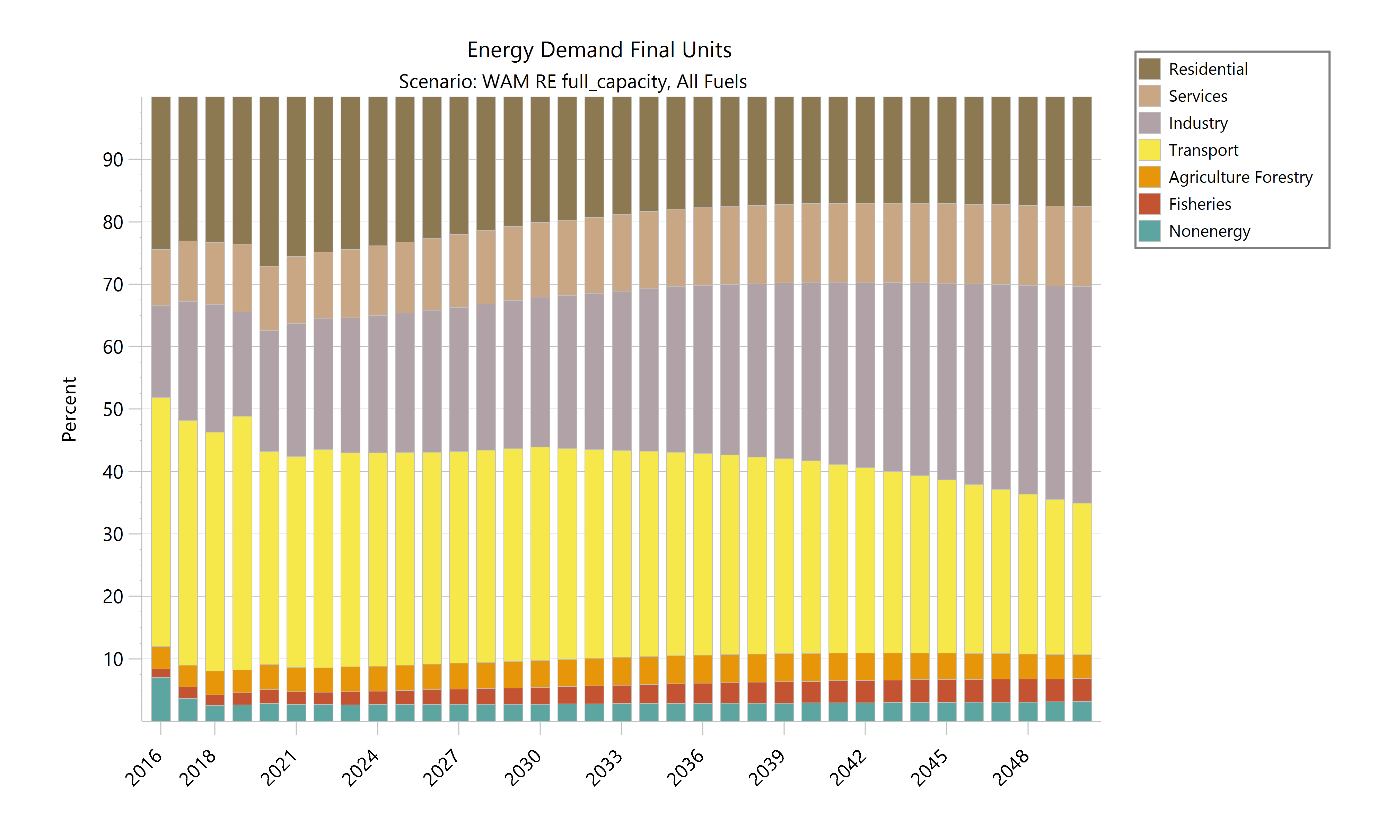 Energy Demand Final Units
Scenario: WAM RE full_capacity, All Fuels
Residential
Services
Industry
Transport
Agriculture Forestry
Fisheries
Nonenergy
Percent
90
80
70
60
50
40
30
20
10
2016
2018
2021
2024
2027
2030
2033
2036
2039
2042
2045
2048